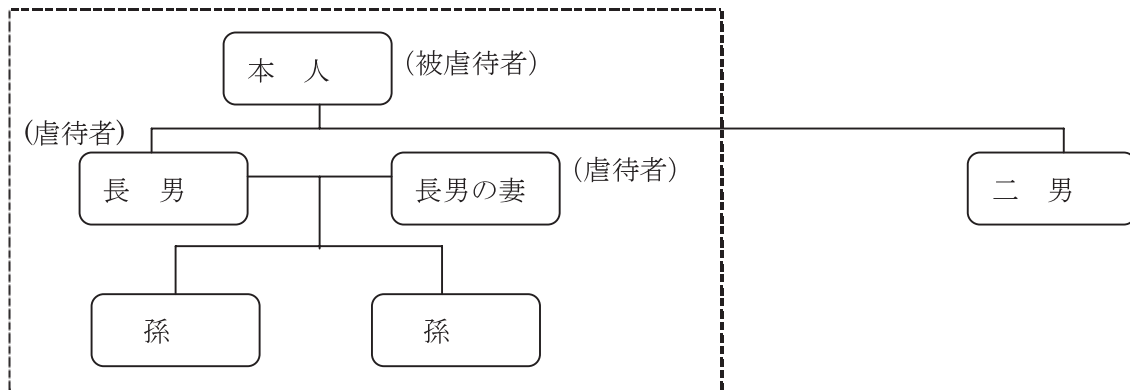 本　人
(被虐待者)
(虐待者)
長　男
長男の妻
(虐待者)
二　男
孫
孫